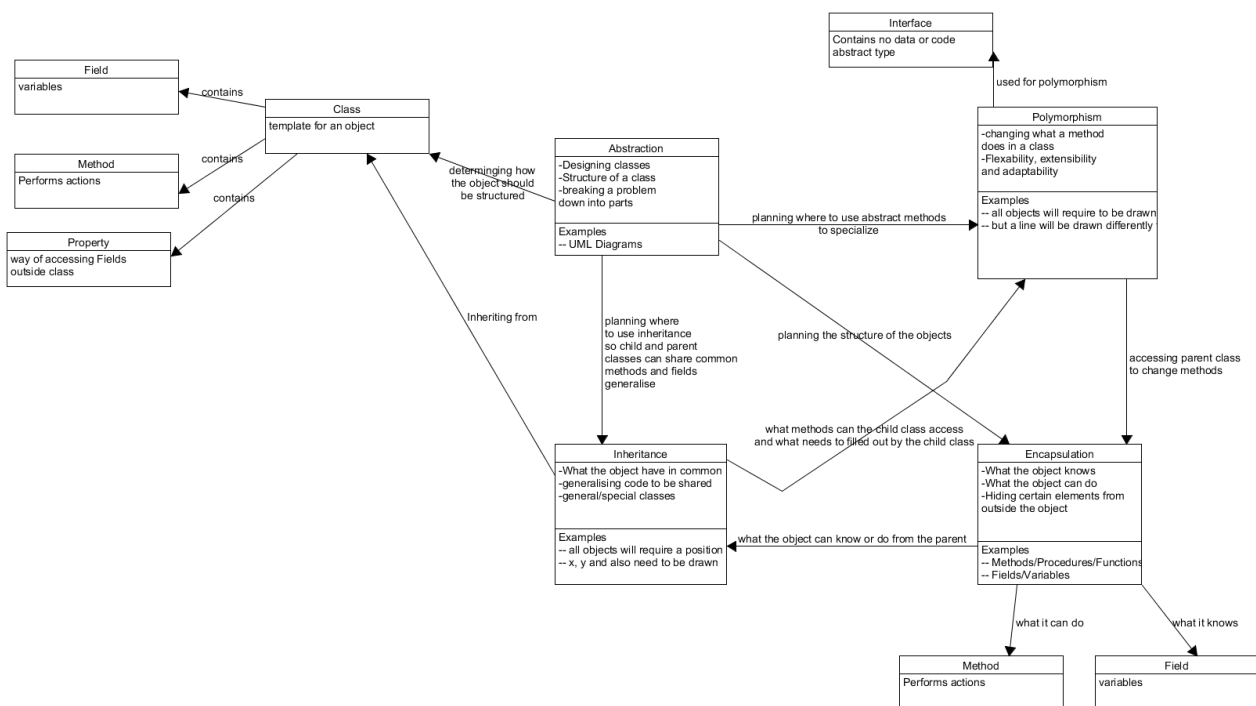 Interface
Contains no data or code
abstract type
used for polymorphism
Field
variables
contains
Class
template for an object
Method
Performs actions
contains
contains
Property
way of accessing Fields
outside class
determinging how
the object should
be structured
Abstraction
-Designing classes
-Structure of a class
-breaking a problem
down into parts
Examples
-- UML Diagrams
planning where to use abstract methods
to specialize
Polymorphism
-changing what a method
does in a class
-Flexability, extensibility
and adaptability
Examples
-- all objects will require to be drawn
-- but a line will be drawn differently
Inheriting from
planning where
to use inheritance
so child and parent
classes can share common
methods and fields
generalise
planning the structure of the objects
accessing parent class
to change methods
what methods can the child class access
and what needs to filled out by the child class
Inheritance
-What the object have in common
-generalising code to be shared
-general/special classes
Examples
-- all objects will require a position
-- x, y and also need to be drawn
what the object can know or do from the parent
Encapsulation
-What the object knows
-What the object can do
-Hiding certain elements from
outside the object
Examples
-- Methods/Procedures/Functions
-- Fields/Variables
what it can do
what it knows
Method
Performs actions
Field
variables